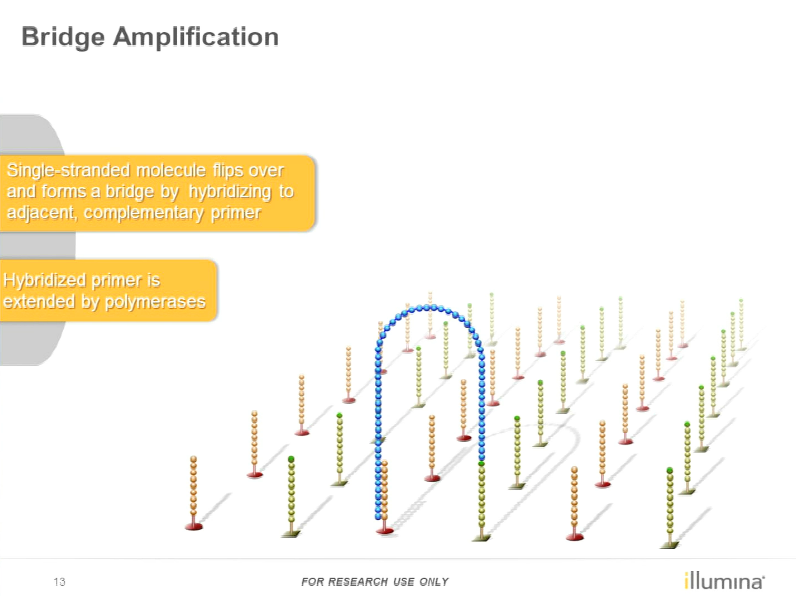 Bridge Amplification
Single-stranded molecule flips over
and forms a bridge by hybridizing to
adjacent, complementary primer
Hybridized primer is
extended by polymerases
13
FOR RESEARCH USE ONLY
illumina®